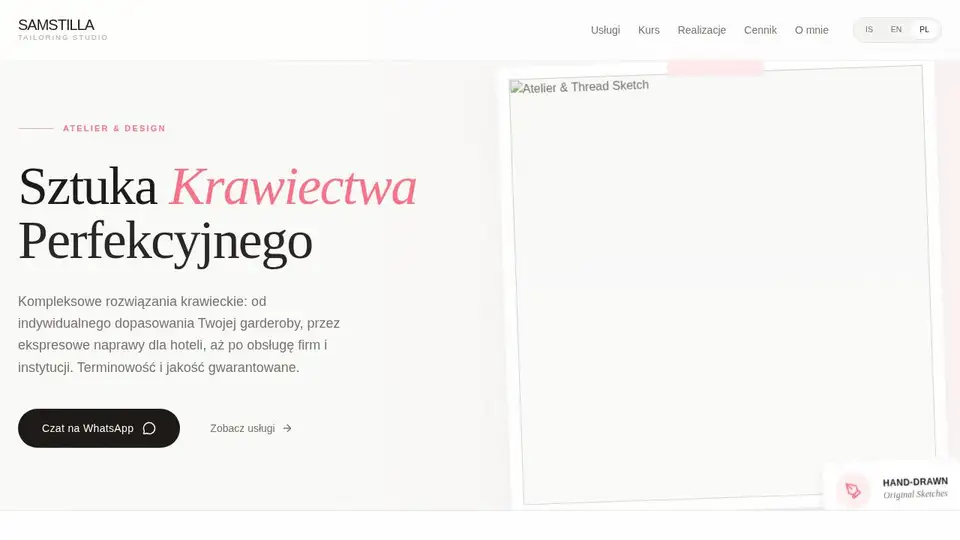 SAMSTILLA
TAILORING STUDIO
Usługi Kurs Realizacje Cennik O mnie IS EN PL
Atelier & Thread Sketch
ATELIER & DESIGN
Sztuka Krawiectwa
Perfekcyjnego
Kompleksowe rozwiązania krawieckie: od
indywidualnego dopasowania Twojej garderoby, przez
ekspresowe naprawy dla hoteli, aż po obsługę firm i
instytucji. Terminowość i jakość gwarantowane.
Czat na WhatsApp Zobacz usługi
HAND-DRAWN
Original Sketches